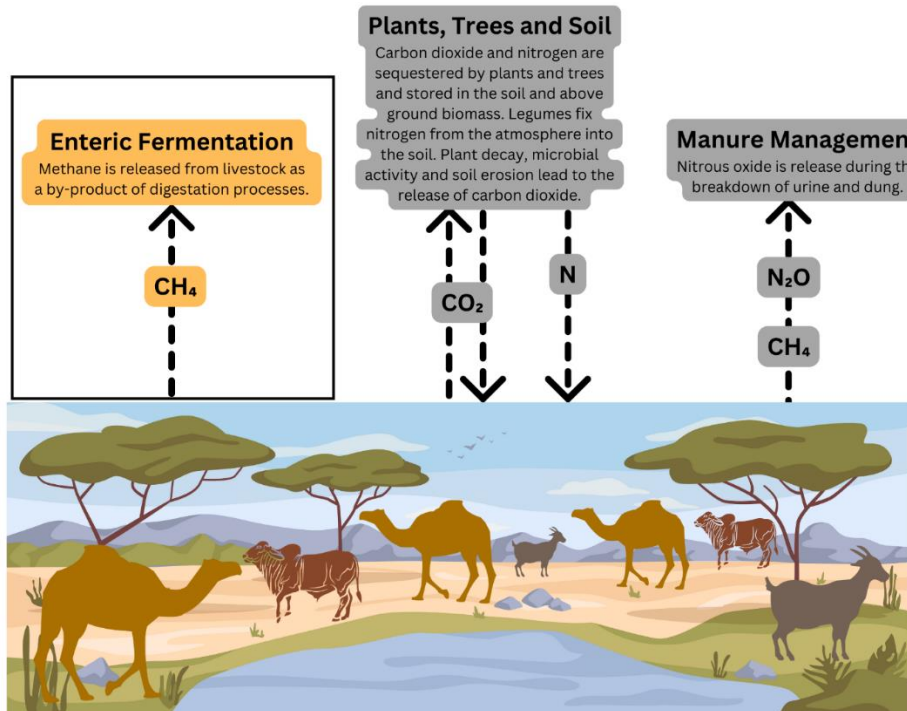 Enteric Fermentation
Methane is released from livestock as
a by-product of digestation processes.
CH₄
Plants, Trees and Soil
Carbon dioxide and nitrogen are
sequestered by plants and trees
and stored in the soil and above
ground biomass. Legumes fix
nitrogen from the atmosphere into
the soil. Plant decay, microbial
activity and soil erosion lead to the
release of carbon dioxide.
CO₂
N
Manure Managemen
Nitrous oxide is release during th
breakdown of urine and dung.
N₂O
CH₄